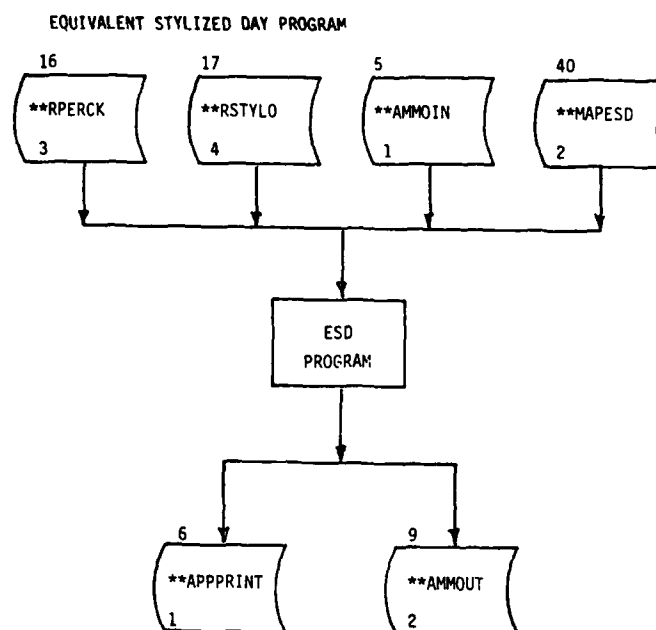 EQUIVALENT STYLIZED DAY PROGRAM
16 17 5 40
**RPERCK **RSTYLO **AMMOIN **MAPESD
3 4 1 2
ESD
PROGRAM
6 9
**APPPRINT **AMMOUT
1 2